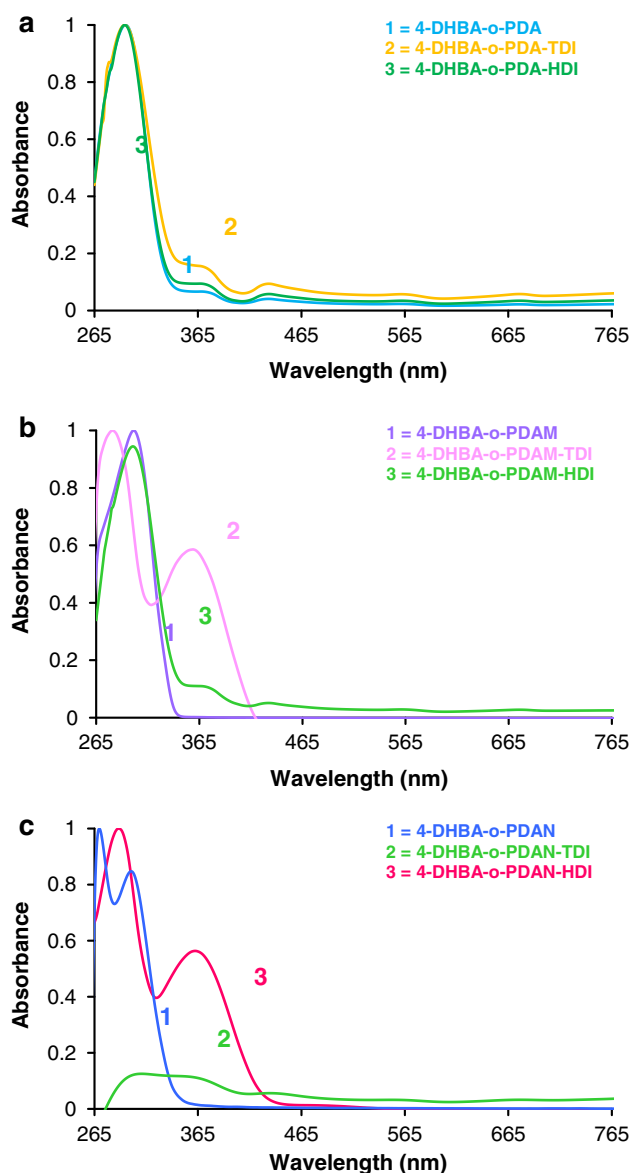 a
1 = 4-DHBA-o-PDA
2 = 4-DHBA-o-PDA-TDI
3 = 4-DHBA-o-PDA-HDI
Absorbance
1
0.8
0.6
0.4
0.2
0
3
2
1
265 365 465 565 665 765
Wavelength (nm)
b
1 = 4-DHBA-o-PDAM
2 = 4-DHBA-o-PDAM-TDI
3 = 4-DHBA-o-PDAM-HDI
Absorbance
1
0.8
0.6
0.4
0.2
0
2
3
1
265 365 465 565 665 765
Wavelength (nm)
c
1 = 4-DHBA-o-PDAN
2 = 4-DHBA-o-PDAN-TDI
3 = 4-DHBA-o-PDAN-HDI
Absorbance
1
0.8
0.6
0.4
0.2
0
3
1
2
265 365 465 565 665 765
Wavelength (nm)